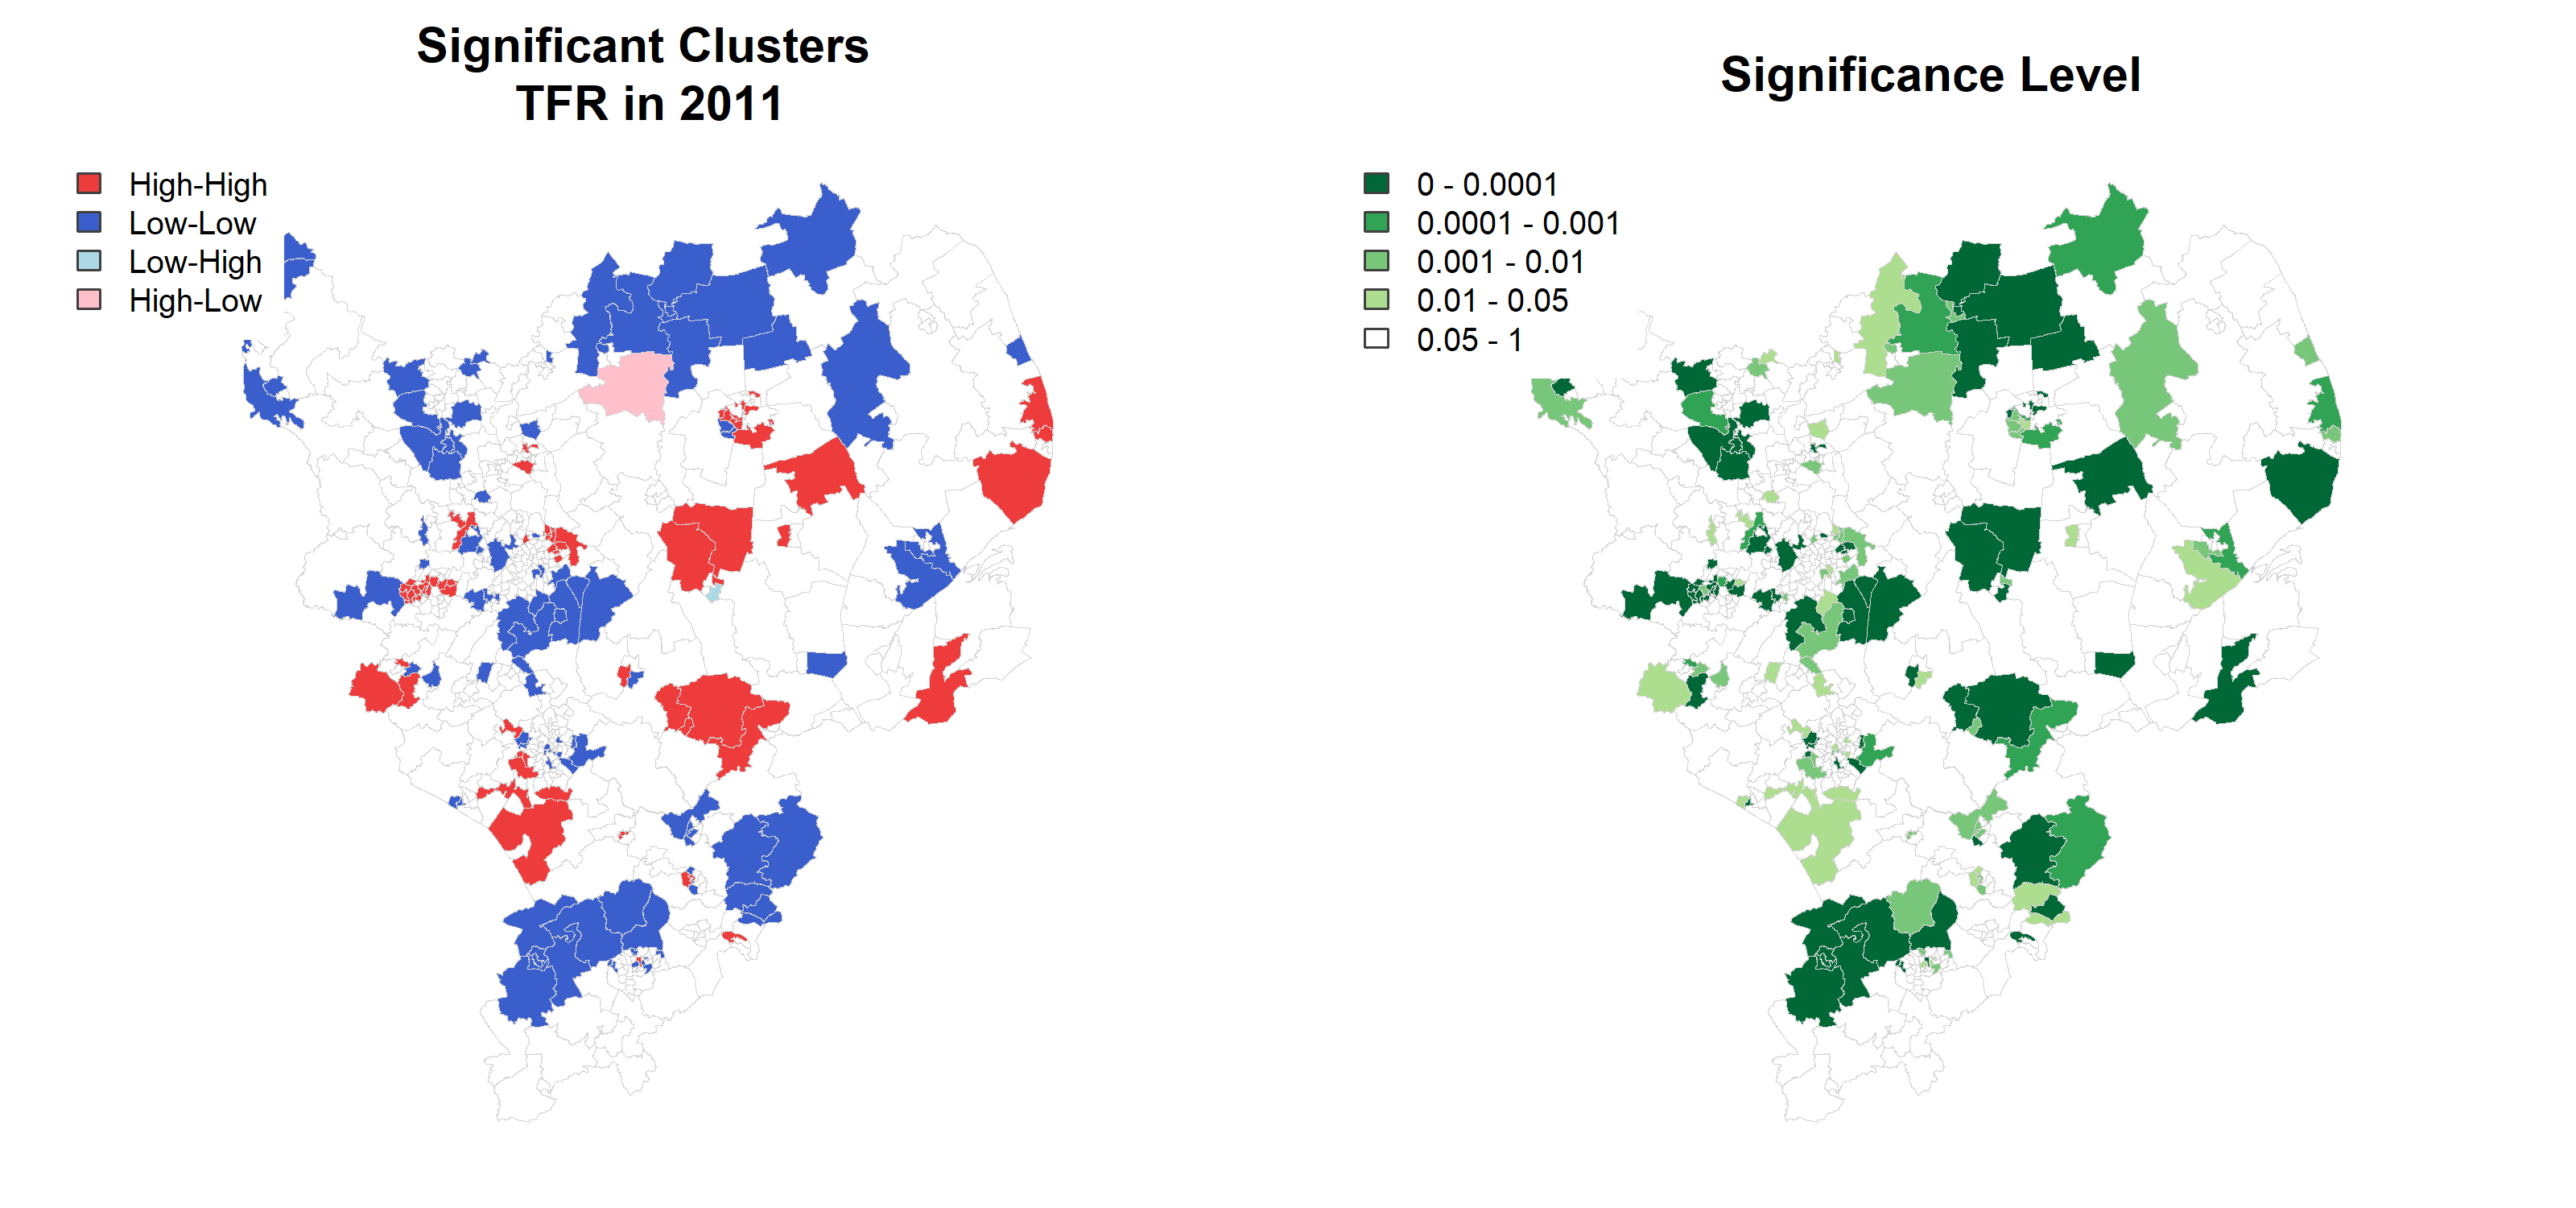 Significant Clusters
TFR in 2011
High-High
Low-Low
Low-High
High-Low
Significance Level
0 - 0.0001
0.0001 - 0.001
0.001 - 0.01
0.01 - 0.05
0.05 - 1